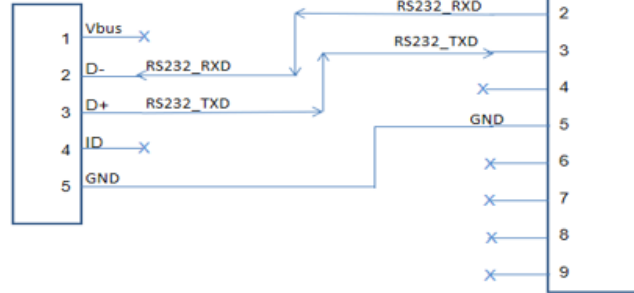 RS232_RXD
2
1 Vbus
RS232_TXD
3
2 D- RS232_RXD
4
3 D+ RS232_TXD
GND
5
4 ID
6
5 GND
7
8
9